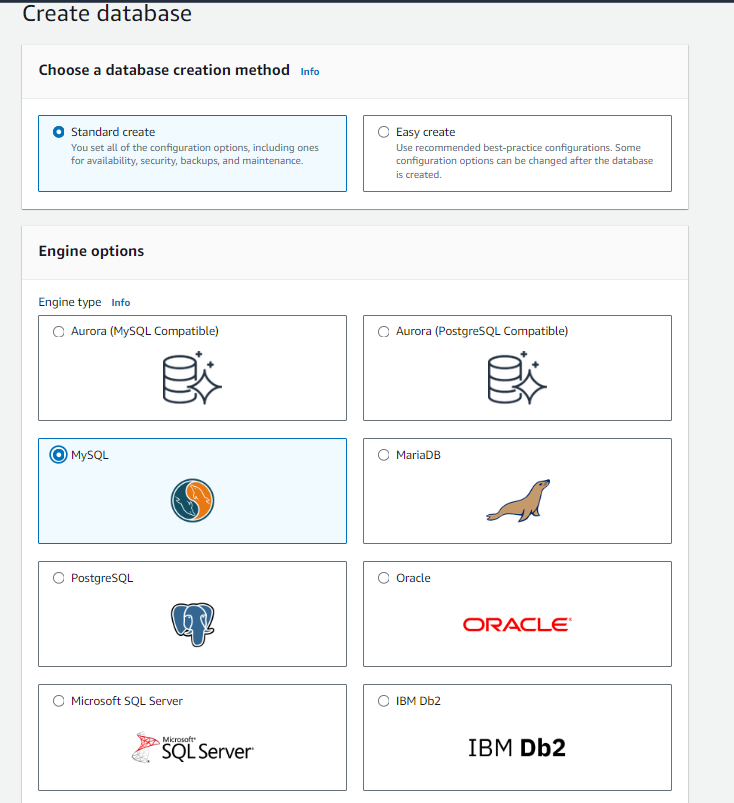 Create database
Choose a database creation method Info
Standard create
You set all of the configuration options, including ones
for availability, security, backups, and maintenance.
Easy create
Use recommended best-practice configurations. Some
configuration options can be changed after the database
is created.
Engine options
Engine type Info
Aurora (MySQL Compatible)
Aurora (PostgreSQL Compatible)
MySQL
MariaDB
PostgreSQL
Oracle
ORACLE
Microsoft SQL Server
Microsoft
SQL Server
IBM Db2
IBM Db2